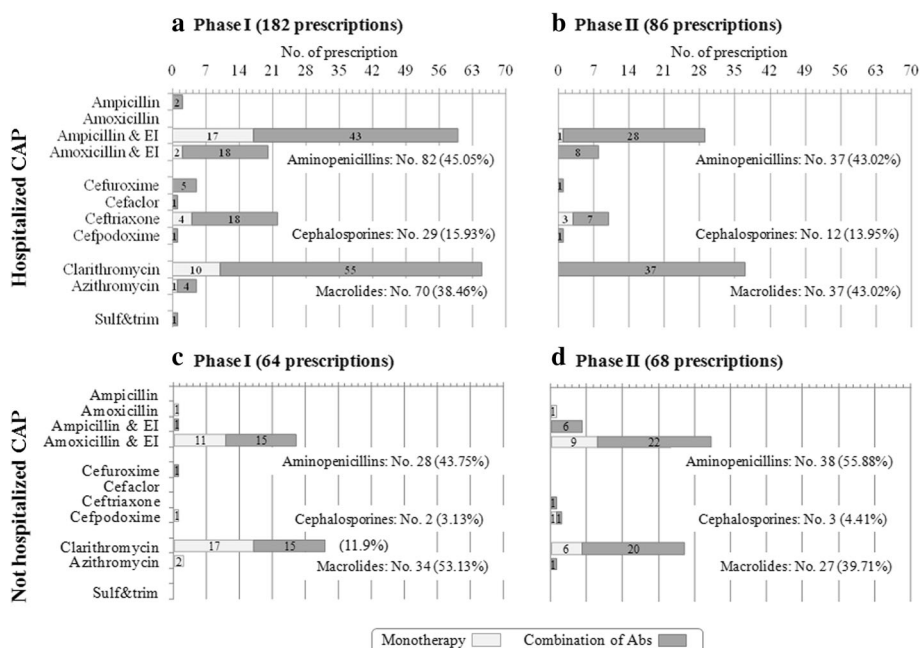 a Phase I (182 prescriptions)
No. of prescription
0 7 14 21 28 35 42 49 56 63 70
b Phase II (86 prescriptions)
No. of prescription
0 7 14 21 28 35 42 49 56 63 70
Hospitalized CAP
Ampicillin 2
Amoxicillin
Ampicillin & EI 17 43 1 28
Amoxicillin & EI 2 18 8
Aminopenicillins: No. 82 (45.05%) Aminopenicillins: No. 37 (43.02%)
Cefuroxime 5 1
Cefaclor 1
Ceftriaxone 4 18 3 7
Cefpodoxime 1 1
Cephalosporines: No. 29 (15.93%) Cephalosporines: No. 12 (13.95%)
Clarithromycin 10 55 37
Azithromycin 1 4
Macrolides: No. 70 (38.46%) Macrolides: No. 37 (43.02%)
Sulf&trim 1
c Phase I (64 prescriptions)
d Phase II (68 prescriptions)
Not hospitalized CAP
Ampicillin
Amoxicillin 1 1
Ampicillin & EI 1 6
Amoxicillin & EI 11 15 9 22
Aminopenicillins: No. 28 (43.75%) Aminopenicillins: No. 38 (55.88%)
Cefuroxime 1
Cefaclor
Ceftriaxone 1
Cefpodoxime 1 1 1
Cephalosporines: No. 2 (3.13%) Cephalosporines: No. 3 (4.41%)
Clarithromycin 17 15 (11.9%) 6 20
Azithromycin 2 1
Macrolides: No. 34 (53.13%) Macrolides: No. 27 (39.71%)
Sulf&trim
Monotherapy Combination of Abs